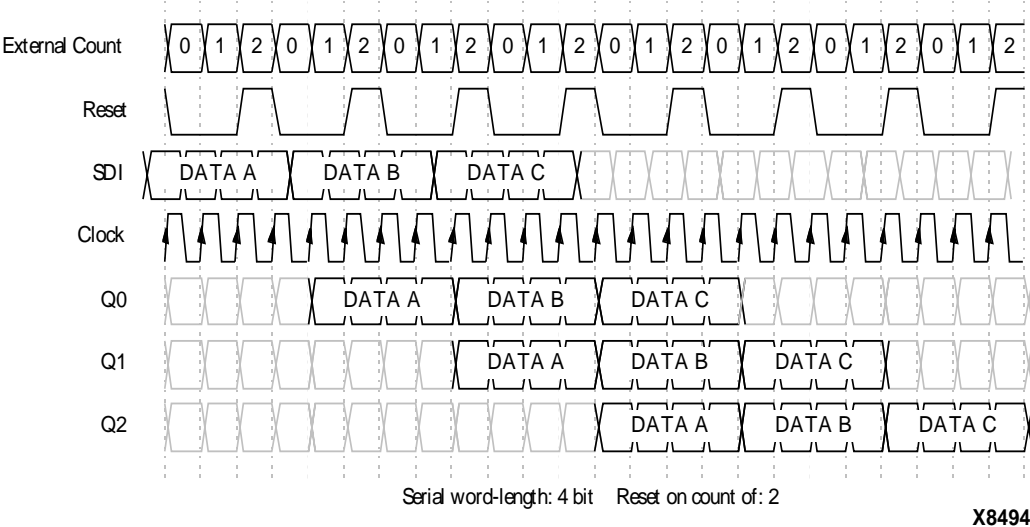 External Count 0 1 2 0 1 2 0 1 2 0 1 2 0 1 2 0 1 2 0 1 2 0 1 2
Reset
SDI DATA A DATA B DATA C
Clock
Q0 DATA A DATA B DATA C
Q1 DATA A DATA B DATA C
Q2 DATA A DATA B DATA C
Serial word-length: 4 bit Reset on count of: 2
X8494